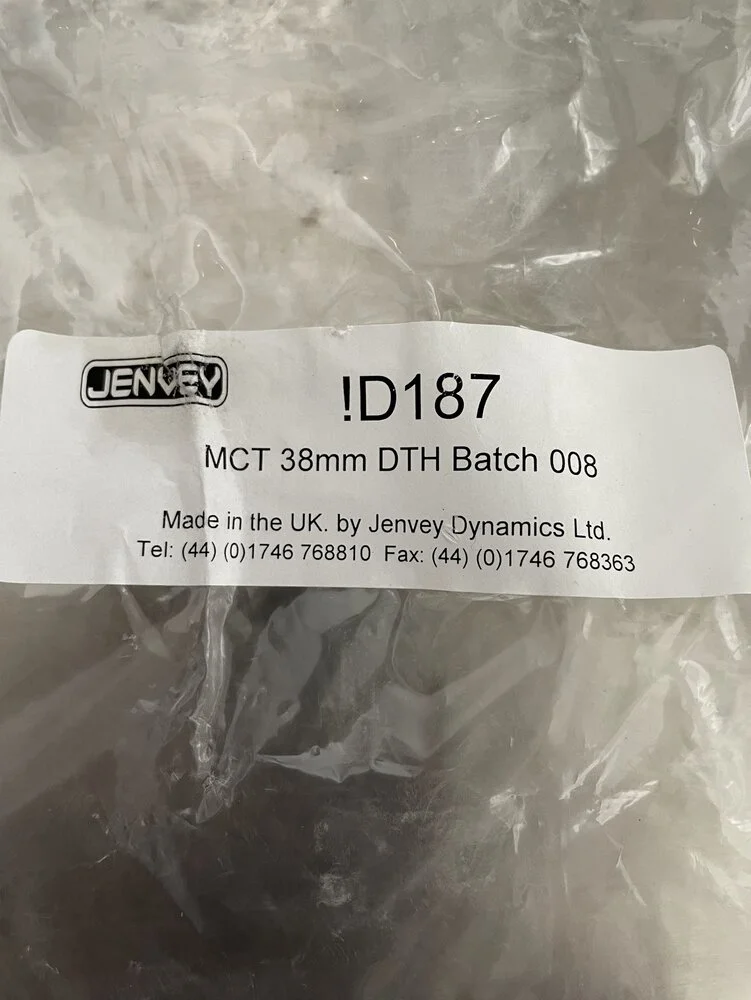 JENVEY
!D187
MCT 38mm DTH Batch 008
Made in the UK. by Jenvey Dynamics Ltd.
Tel: (44) (0)1746 768810 Fax: (44) (0)1746 768363